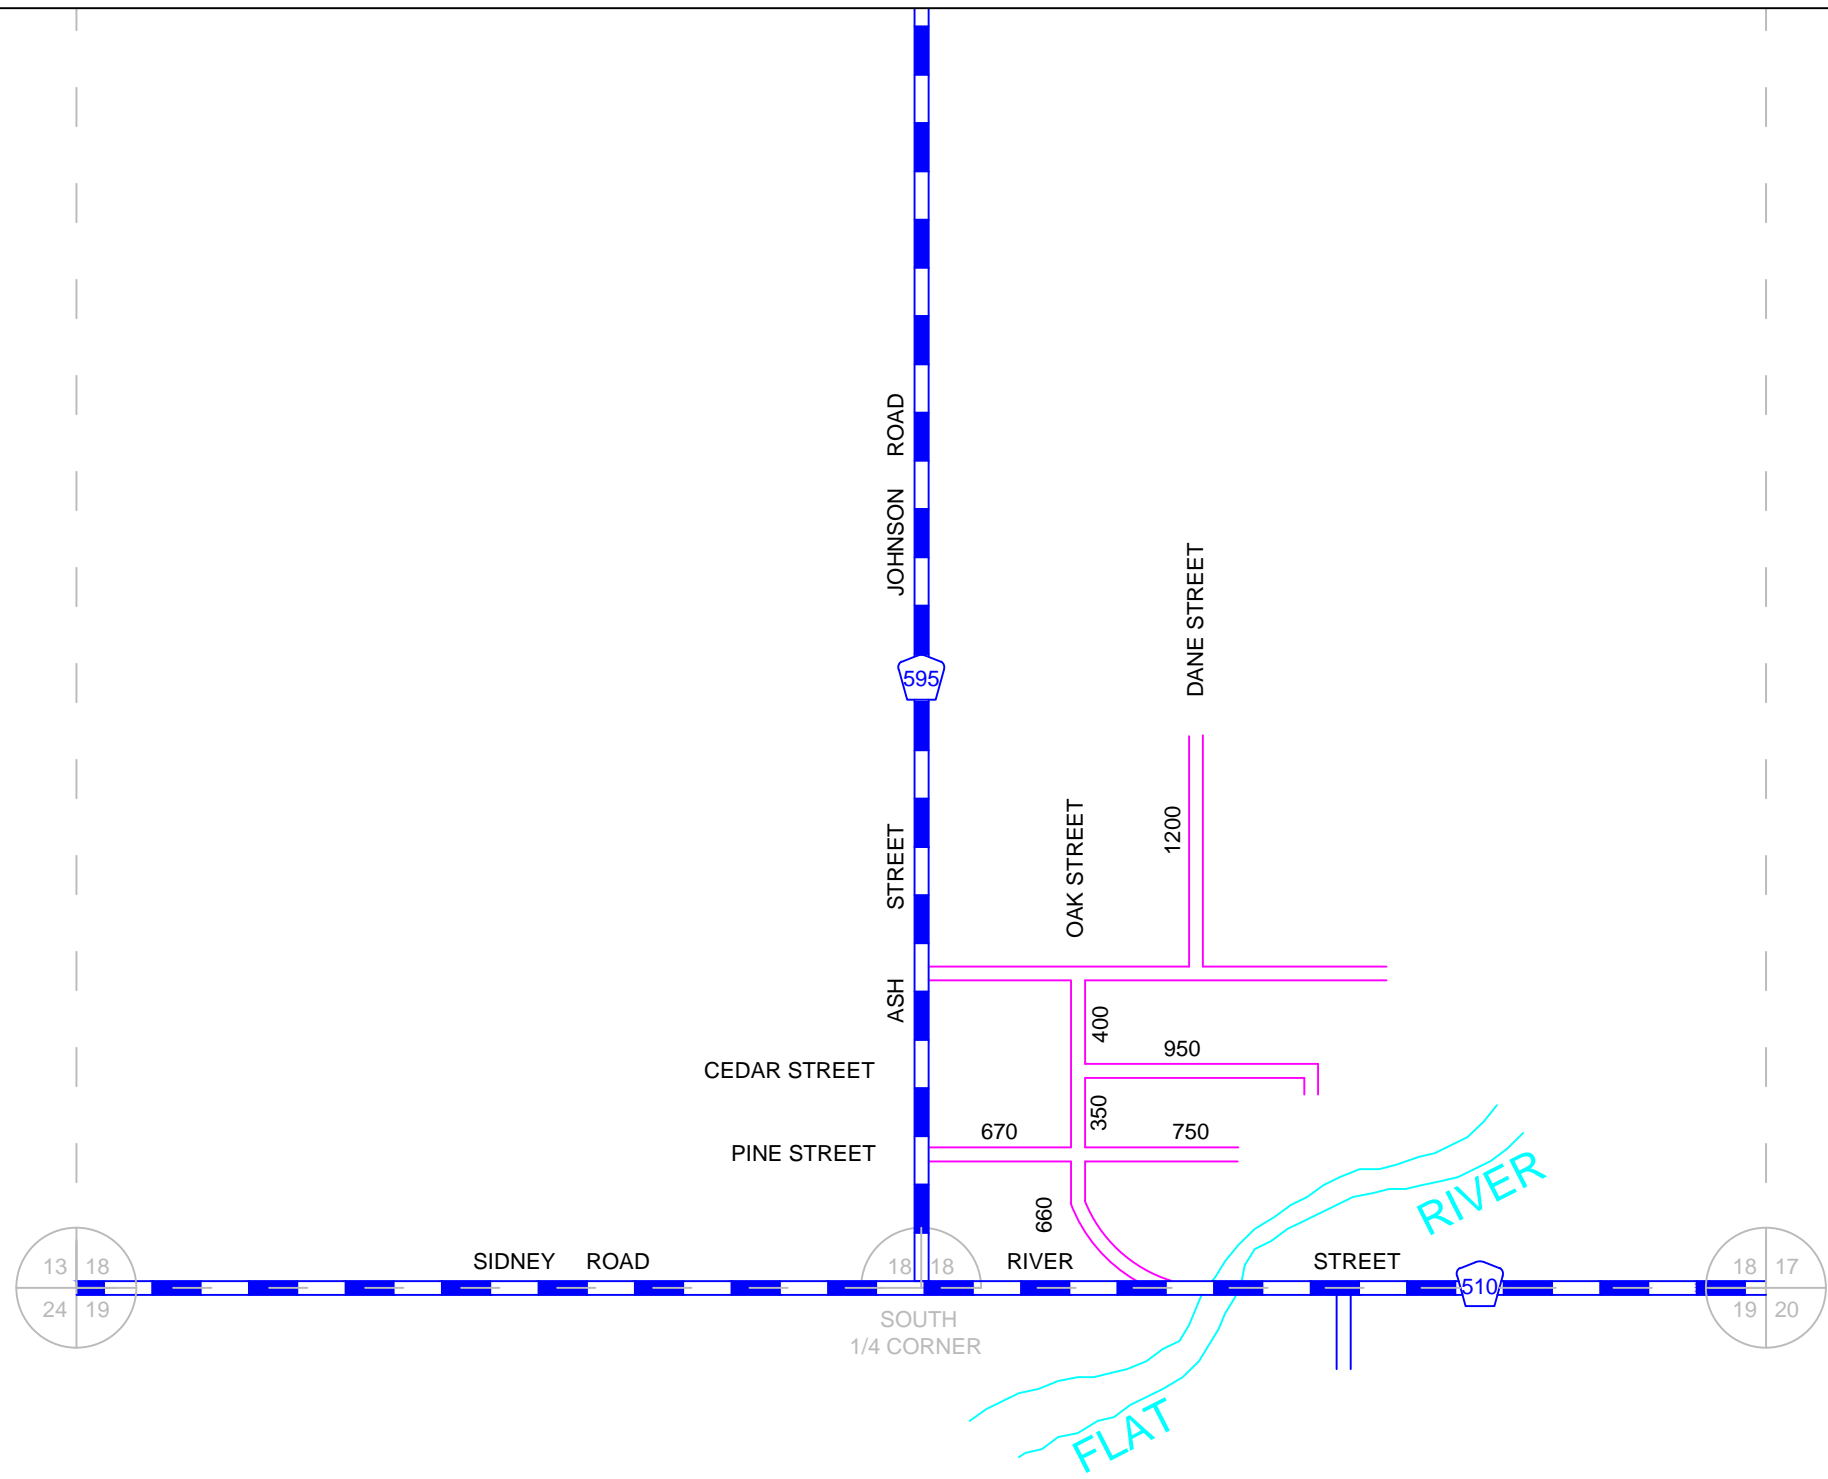 JOHNSON ROAD
DANE STREET
595
1200
OAK STREET
ASH STREET
400
950
CEDAR STREET
350
670
750
PINE STREET
RIVER
660
SIDNEY ROAD
RIVER STREET
13 18
24 19
18 18
510
18 17
19 20
SOUTH
1/4 CORNER
FLAT